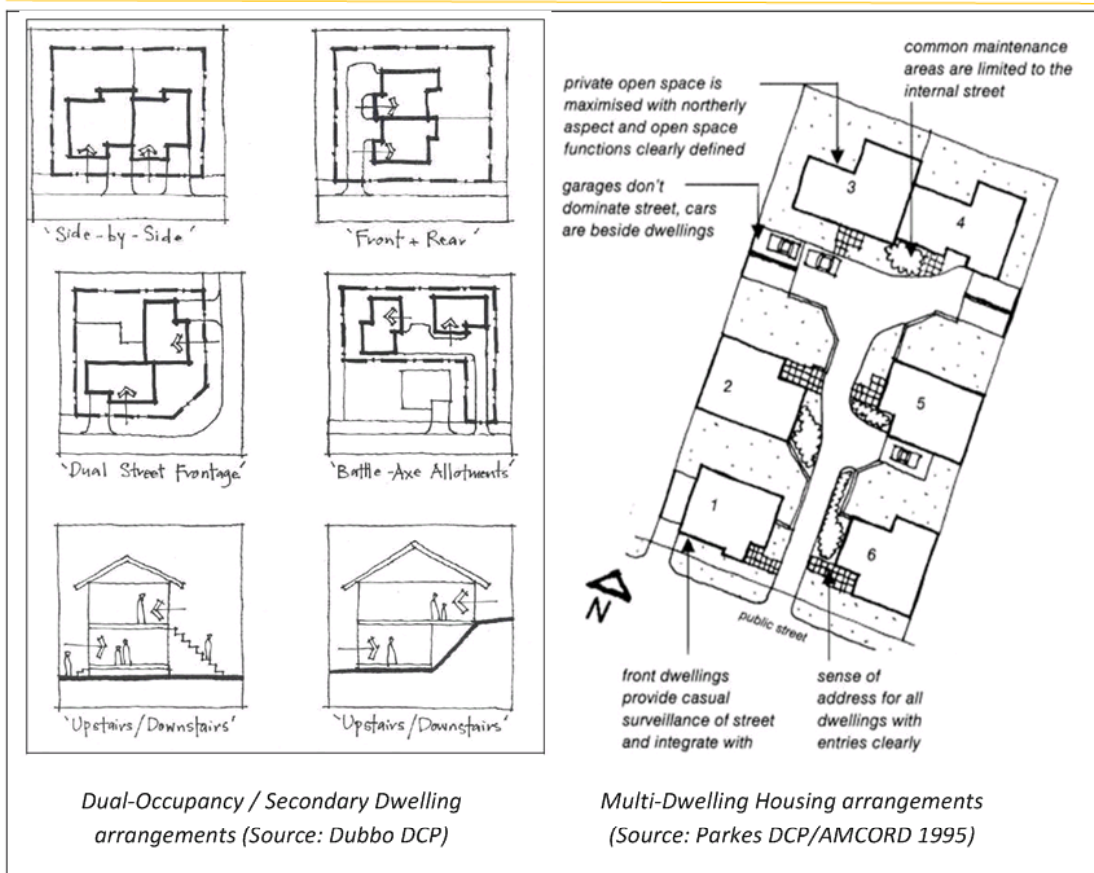 'Side-by-Side'
'Front + Rear'
'Dual Street Frontage'
'Battle-Axe Allotments'
'Upstairs/Downstairs'
'Upstairs/Downstairs'
Dual-Occupancy / Secondary Dwelling
arrangements (Source: Dubbo DCP)
common maintenance
areas are limited to the
internal street
private open space is
maximised with northerly
aspect and open space
functions clearly defined
garages don't
dominate street, cars
are beside dwellings
3
4
2
5
1
6
N
public street
front dwellings
provide casual
surveillance of street
and integrate with
sense of
address for all
dwellings with
entries clearly
Multi-Dwelling Housing arrangements
(Source: Parkes DCP/AMCORD 1995)